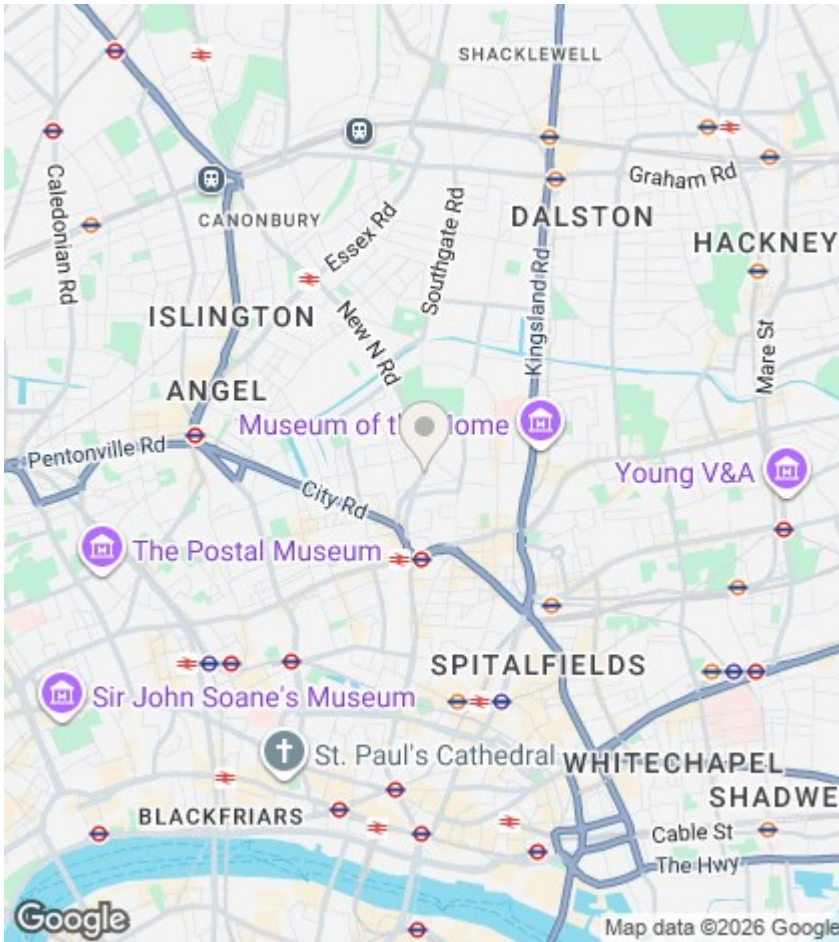 SHACKLEWELL
Caledonian Rd
CANONBURY
Essex Rd
Southgate Rd
Graham Rd
DALSTON
HACKNEY
ISLINGTON
New N Rd
Kingsland Rd
Mare St
ANGEL
Museum of th Home
Pentonville Rd
City Rd
Young V&A
The Postal Museum
SPITALFIELDS
Sir John Soane's Museum
St. Paul's Cathedral
WHITECHAPEL
SHADWE
BLACKFRIARS
Cable St
The Hwy
Google
Map data ©2026 Google